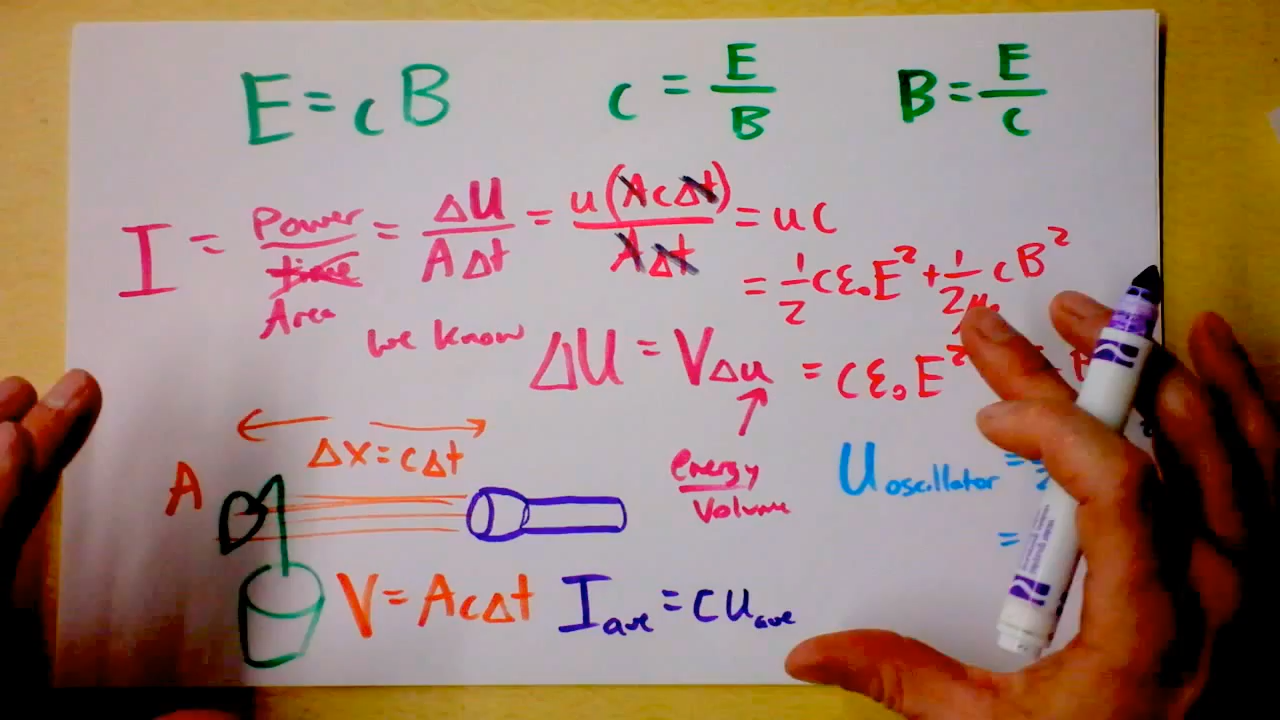 E = cB
c = E/B
B = E/c
I = Power/Area = ΔU/AΔt = u(AcΔt)/AΔt = uc
= 1/2 cε₀E² + 1/2μ₀ cB²
we know ΔU = VΔu = cε₀E²
energy/Volume
Δx = cΔt
A
U oscillator =
=
V = AcΔt
I ave = cu ave